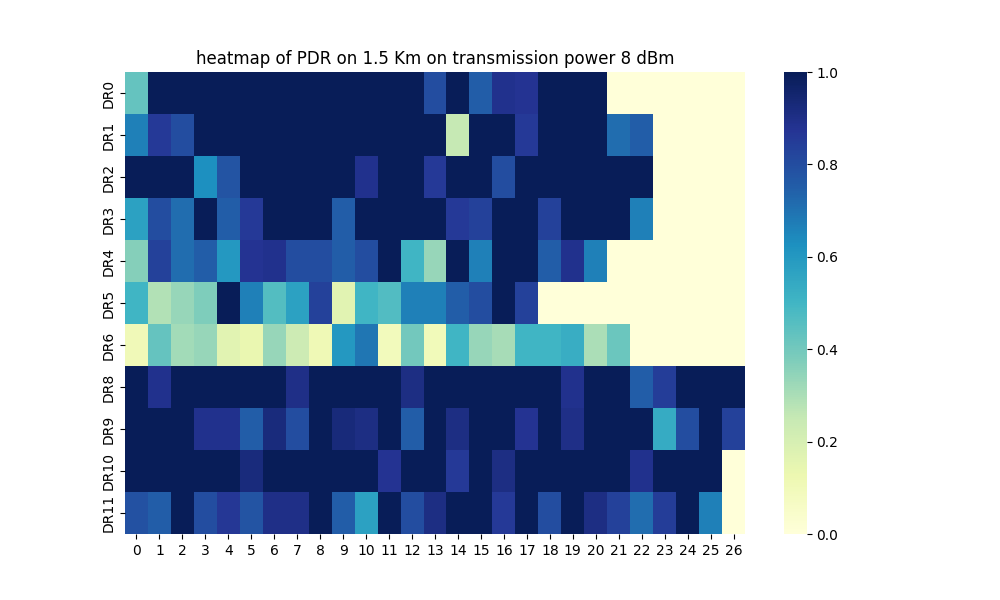 heatmap of PDR on 1.5 Km on transmission power 8 dBm
DR0
DR1
DR2
DR3
DR4
DR5
DR6
DR8
DR9
DR10
DR11
0 1 2 3 4 5 6 7 8 9 10 11 12 13 14 15 16 17 18 19 20 21 22 23 24 25 26
1.0
0.8
0.6
0.4
0.2
0.0